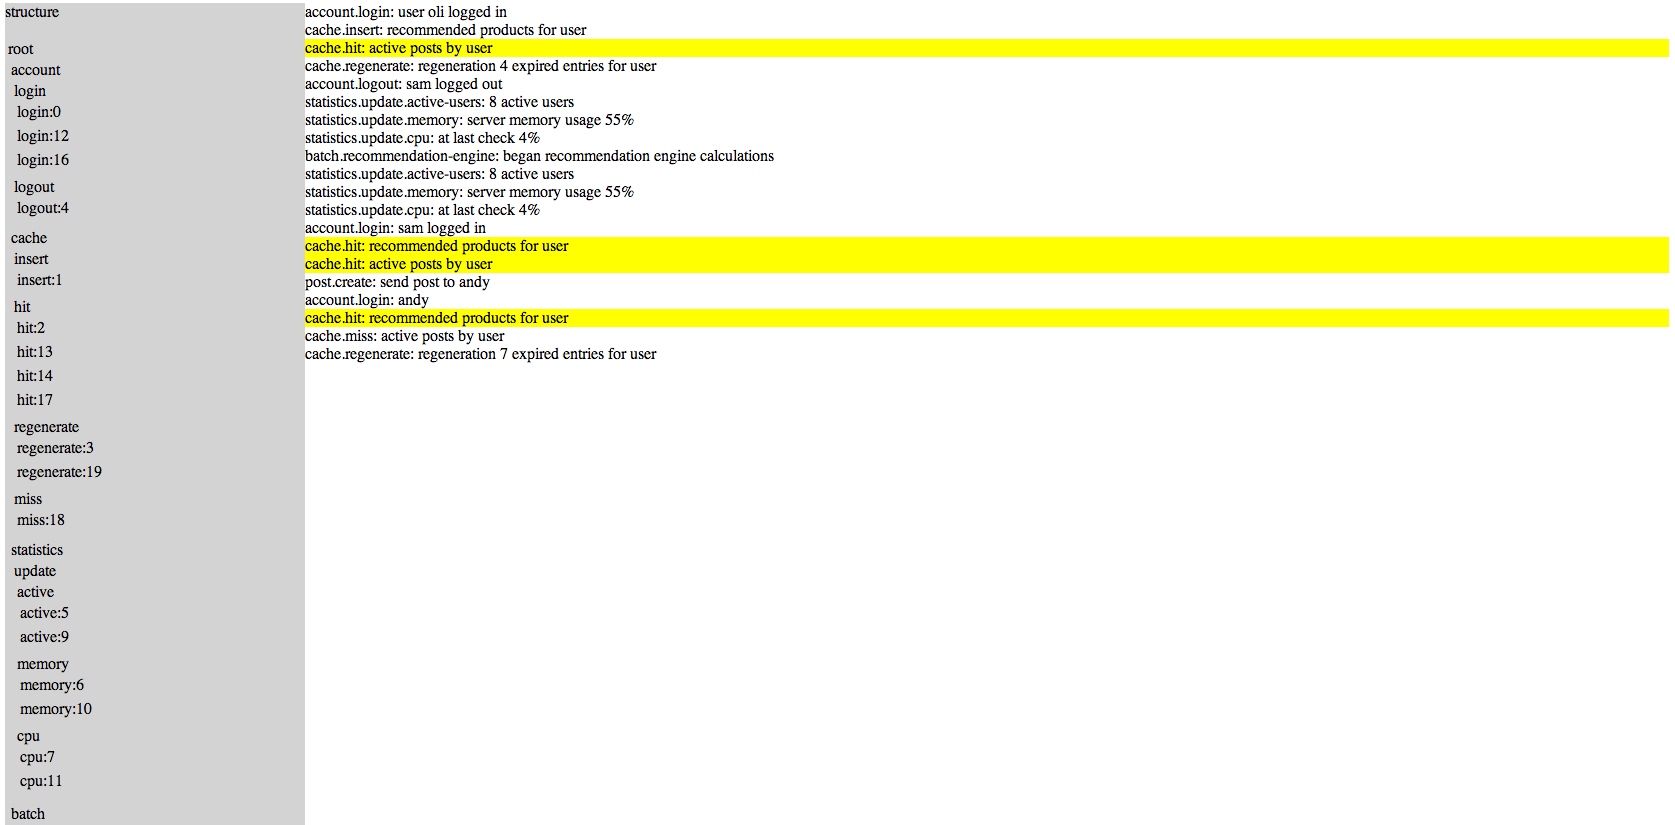 structure
root
account
login
login:0
login:12
login:16
logout
logout:4
cache
insert
insert:1
hit
hit:2
hit:13
hit:14
hit:17
regenerate
regenerate:3
regenerate:19
miss
miss:18
statistics
update
active
active:5
active:9
memory
memory:6
memory:10
cpu
cpu:7
cpu:11
batch
account.login: user oli logged in
cache.insert: recommended products for user
cache.hit: active posts by user
cache.regenerate: regeneration 4 expired entries for user
account.logout: sam logged out
statistics.update.active-users: 8 active users
statistics.update.memory: server memory usage 55%
statistics.update.cpu: at last check 4%
batch.recommendation-engine: began recommendation engine calculations
statistics.update.active-users: 8 active users
statistics.update.memory: server memory usage 55%
statistics.update.cpu: at last check 4%
account.login: sam logged in
cache.hit: recommended products for user
cache.hit: active posts by user
post.create: send post to andy
account.login: andy
cache.hit: recommended products for user
cache.miss: active posts by user
cache.regenerate: regeneration 7 expired entries for user